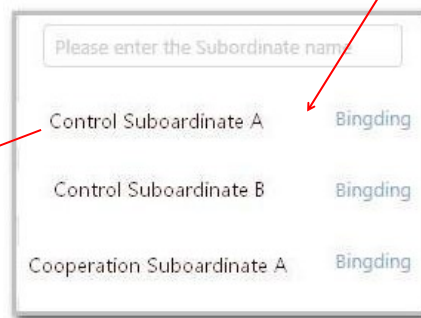 Please enter the Subordinate name
Control Suboardinate A Bingding
Control Suboardinate B Bingding
Cooperation Suboardinate A Bingding